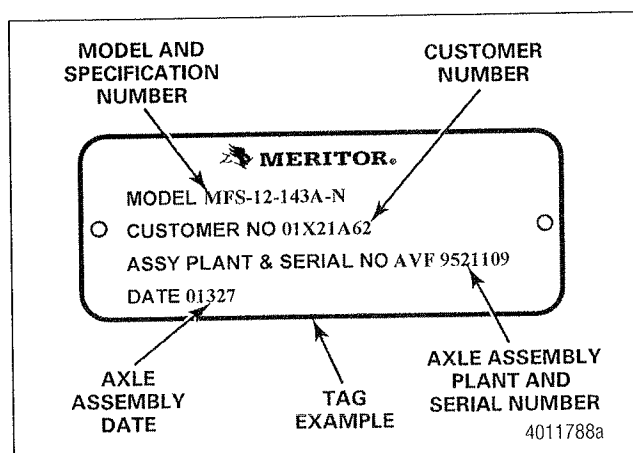 MODEL AND
SPECIFICATION
NUMBER
CUSTOMER
NUMBER
MERITOR®
MODEL MFS-12-143A-N
CUSTOMER NO 01X21A62
ASSY PLANT & SERIAL NO AVF 9521109
DATE 01327
AXLE
ASSEMBLY
DATE
TAG
EXAMPLE
AXLE ASSEMBLY
PLANT AND
SERIAL NUMBER
4011788a